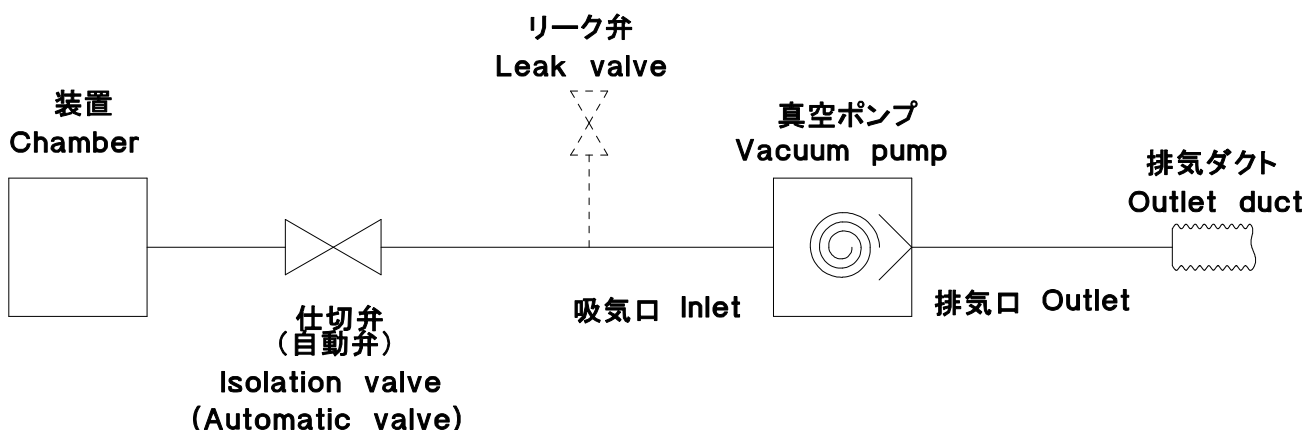 リーク弁
Leak valve
装置
Chamber
真空ポンプ
Vacuum pump
排気ダクト
Outlet duct
吸気口 Inlet
排気口 Outlet
仕切弁
(自動弁)
Isolation valve
(Automatic valve)